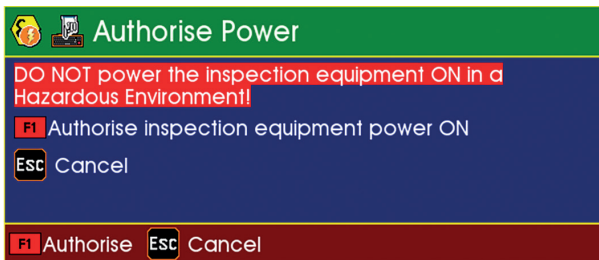 Authorise Power
DO NOT power the inspection equipment ON in a
Hazardous Environment!
F1 Authorise inspection equipment power ON
Esc Cancel
F1 Authorise Esc Cancel